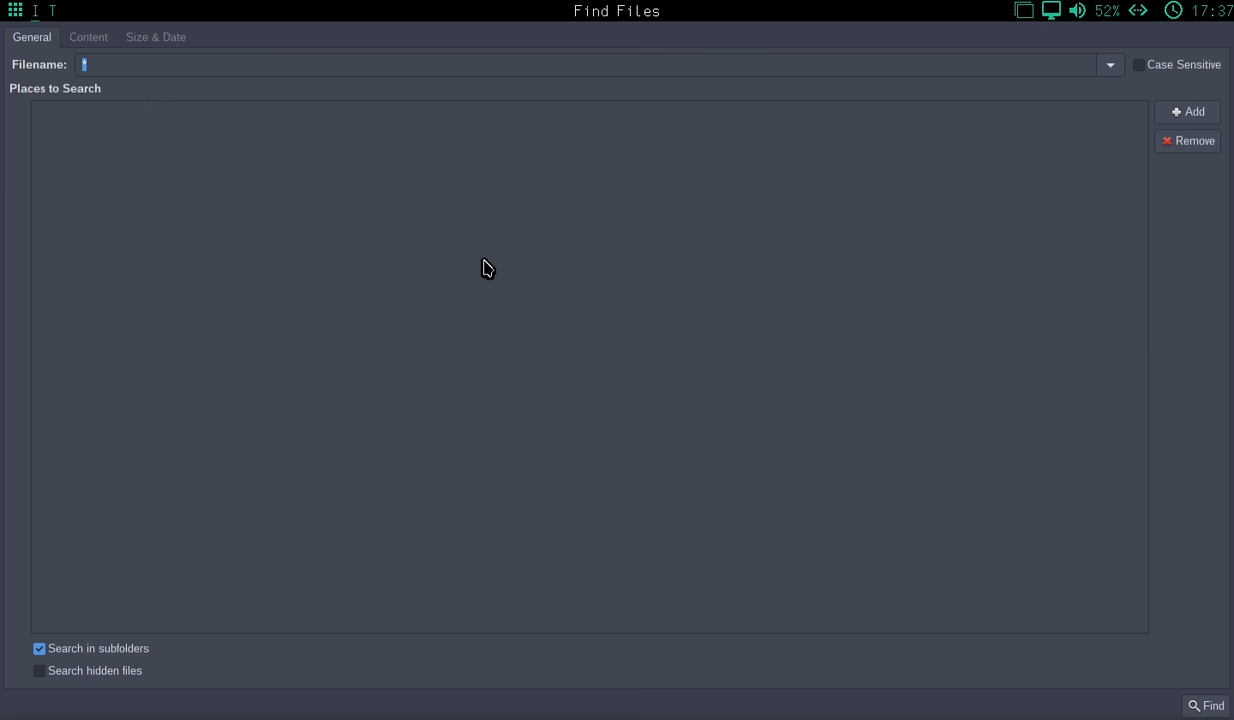 I T Find Files 52% 17:37
General Content Size & Date
Filename: * Case Sensitive
Places to Search
Add
Remove
Search in subfolders
Search hidden files
Find